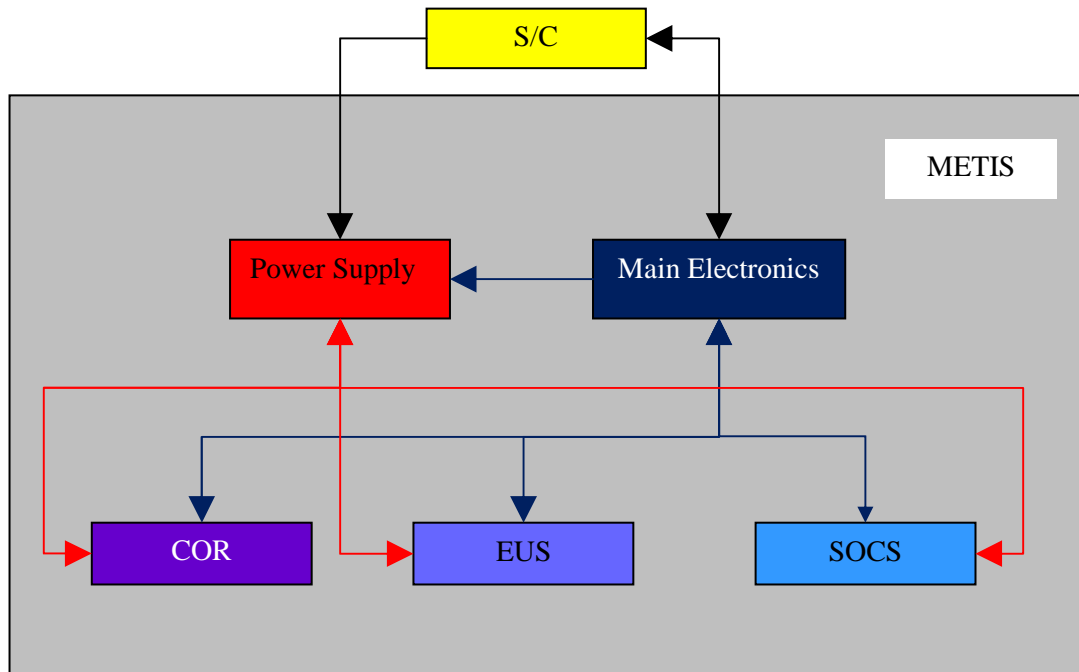 S/C
METIS
Power Supply
Main Electronics
COR
EUS
SOCS